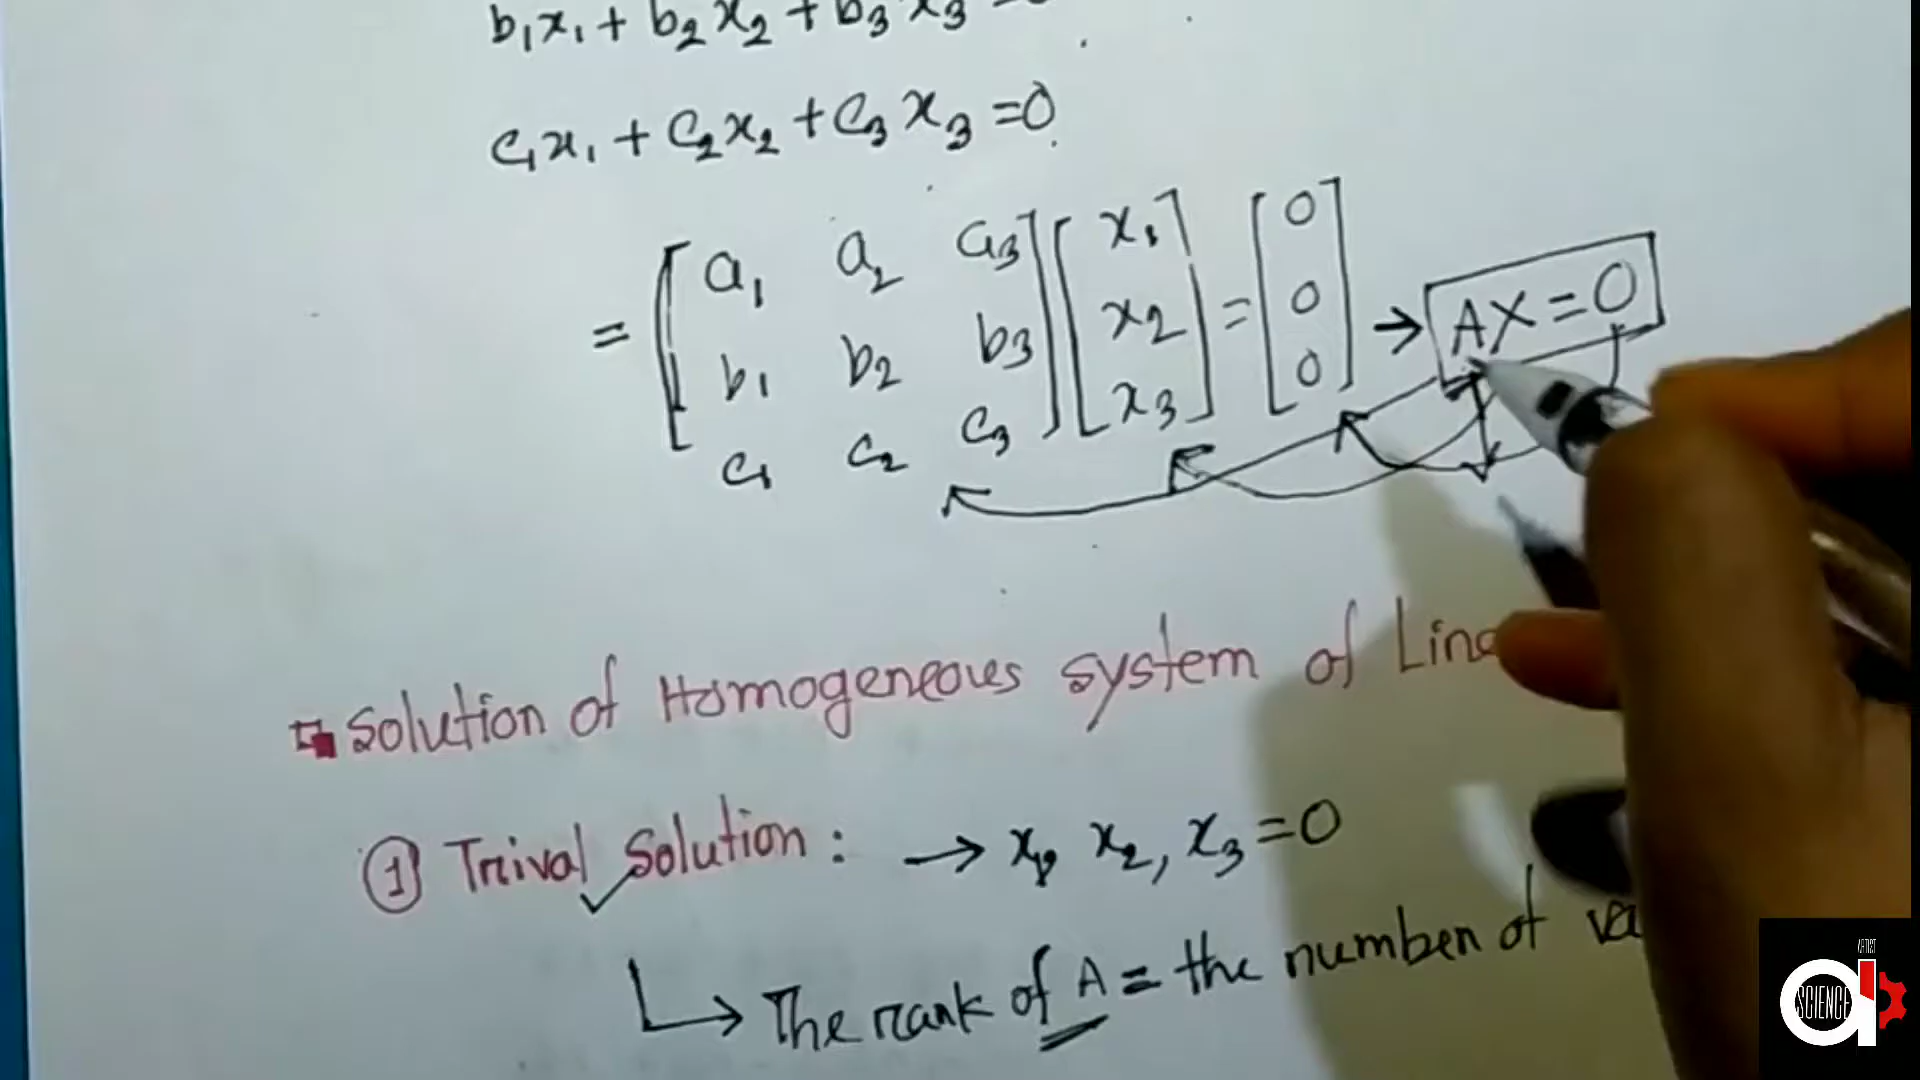 b₁x₁ + b₂x₂ + b₃x₃ =
c₁x₁ + c₂x₂ + c₃x₃ =0
= [a₁ a₂ a₃] [x₁] = [0] → AX=0
[b₁ b₂ b₃] [x₂] [0]
[c₁ c₂ c₃] [x₃] [0]
Solution of Homogeneous system of
① Trival Solution : → x₁, x₂, x₃ =0
↳ The rank of A = the number of
ARTIST
SCIENCE